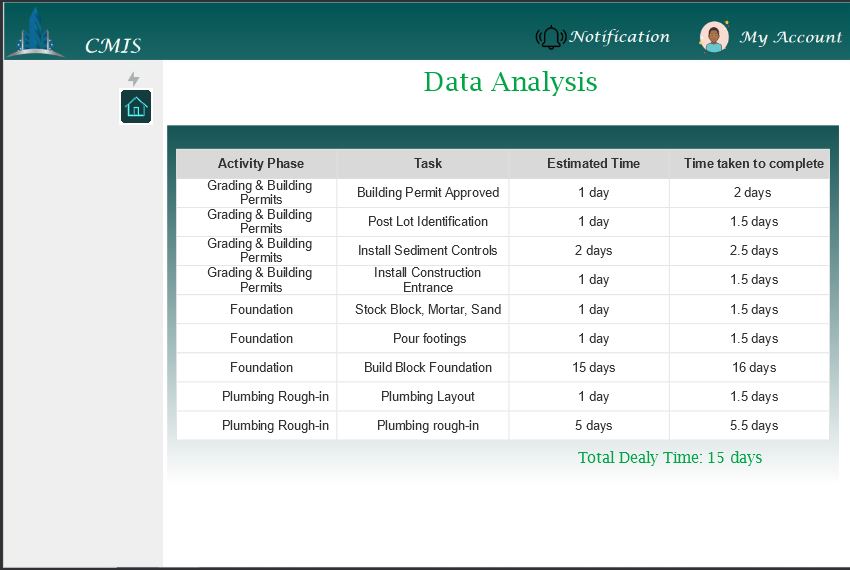 CMIS
Notification
My Account
Data Analysis
Activity Phase Task Estimated Time Time taken to complete
Grading & Building Permits Building Permit Approved 1 day 2 days
Grading & Building Permits Post Lot Identification 1 day 1.5 days
Grading & Building Permits Install Sediment Controls 2 days 2.5 days
Grading & Building Permits Install Construction Entrance 1 day 1.5 days
Foundation Stock Block, Mortar, Sand 1 day 1.5 days
Foundation Pour footings 1 day 1.5 days
Foundation Build Block Foundation 15 days 16 days
Plumbing Rough-in Plumbing Layout 1 day 1.5 days
Plumbing Rough-in Plumbing rough-in 5 days 5.5 days
Total Dealy Time: 15 days